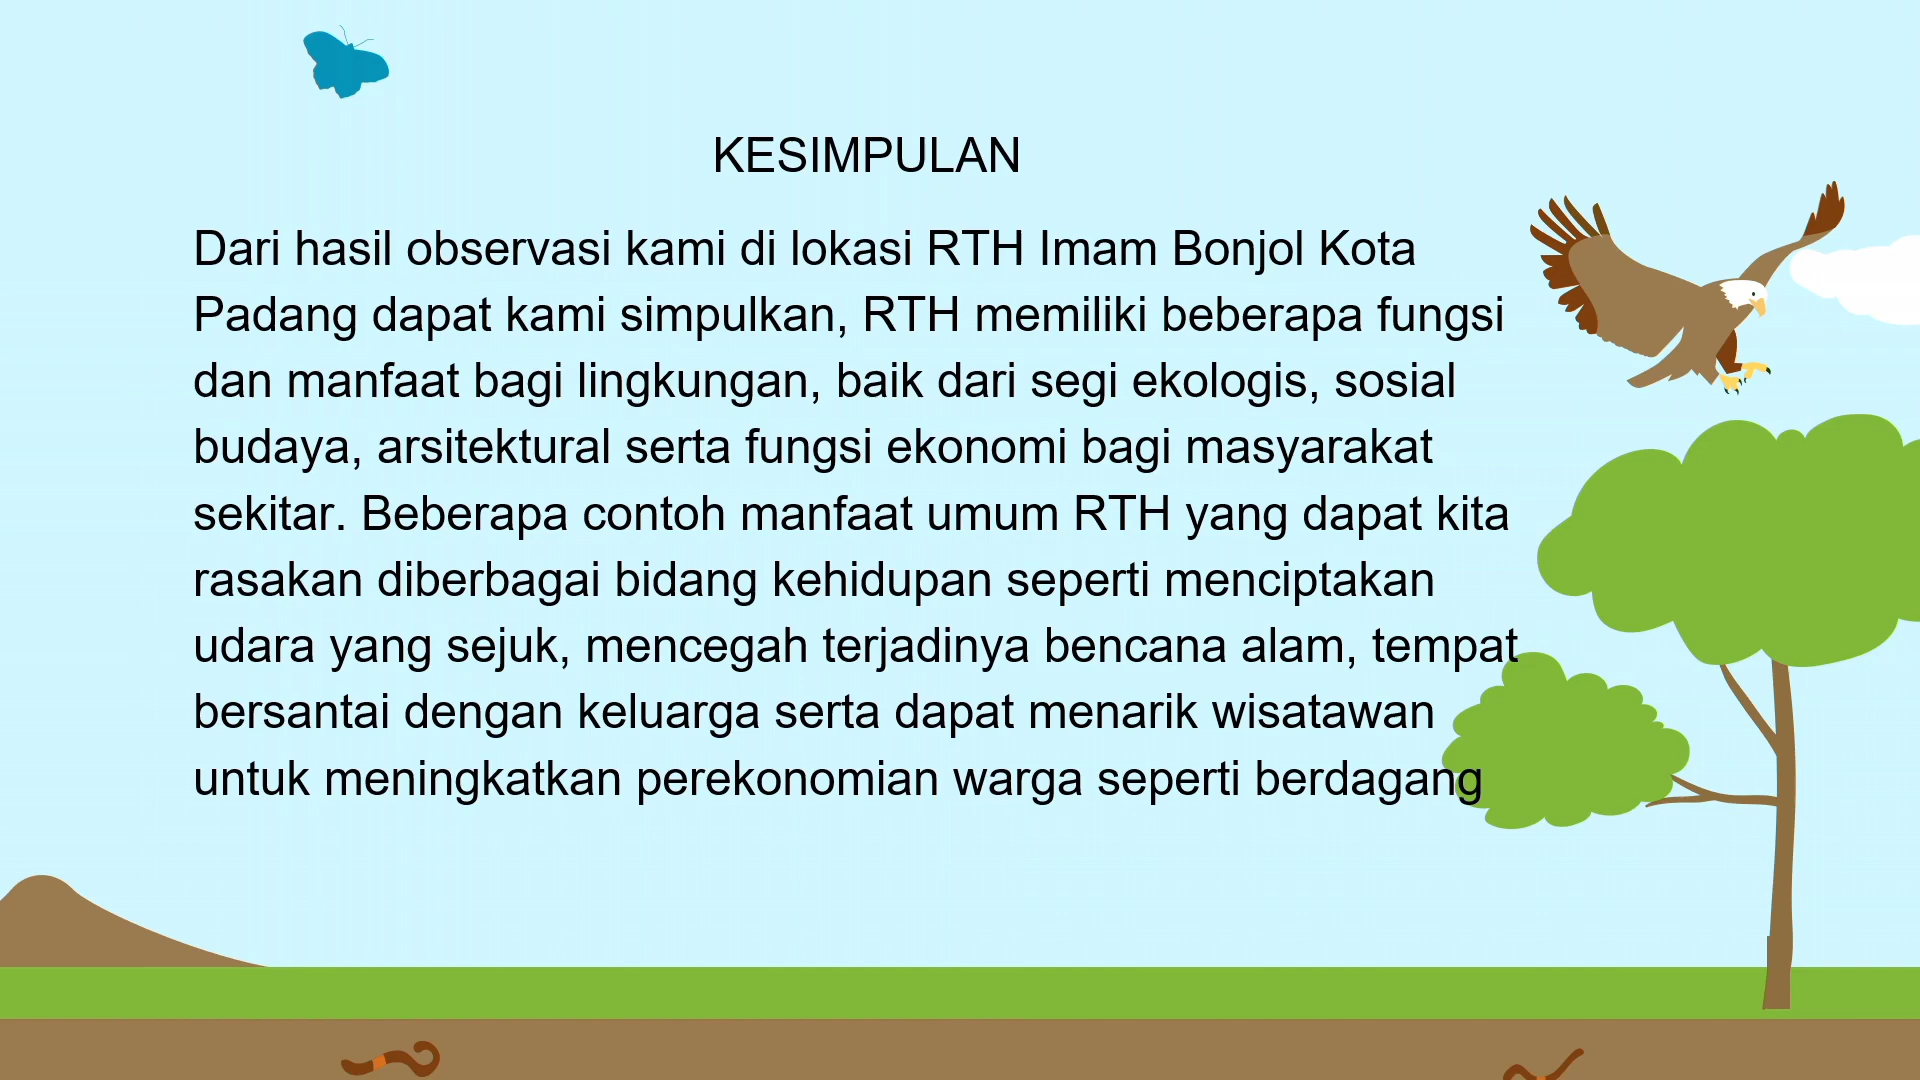 KESIMPULAN
Dari hasil observasi kami di lokasi RTH Imam Bonjol Kota
Padang dapat kami simpulkan, RTH memiliki beberapa fungsi
dan manfaat bagi lingkungan, baik dari segi ekologis, sosial
budaya, arsitektural serta fungsi ekonomi bagi masyarakat
sekitar. Beberapa contoh manfaat umum RTH yang dapat kita
rasakan diberbagai bidang kehidupan seperti menciptakan
udara yang sejuk, mencegah terjadinya bencana alam, tempat
bersantai dengan keluarga serta dapat menarik wisatawan
untuk meningkatkan perekonomian warga seperti berdagang